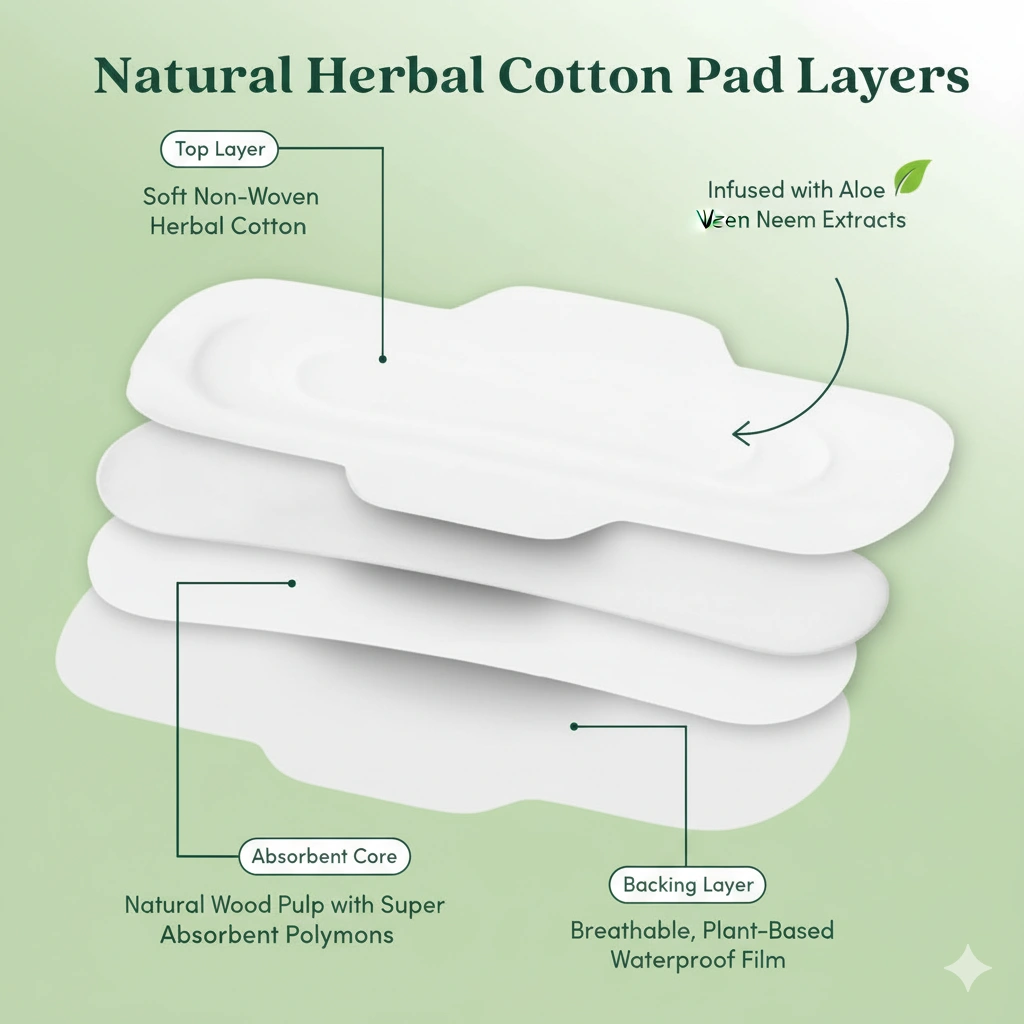 Natural Herbal Cotton Pad Layers
Top Layer
Soft Non-Woven
Herbal Cotton
Infused with Aloe
Neem Extracts
Absorbent Core
Natural Wood Pulp with Super
Absorbent Polymons
Backing Layer
Breathable, Plant-Based
Waterproof Film